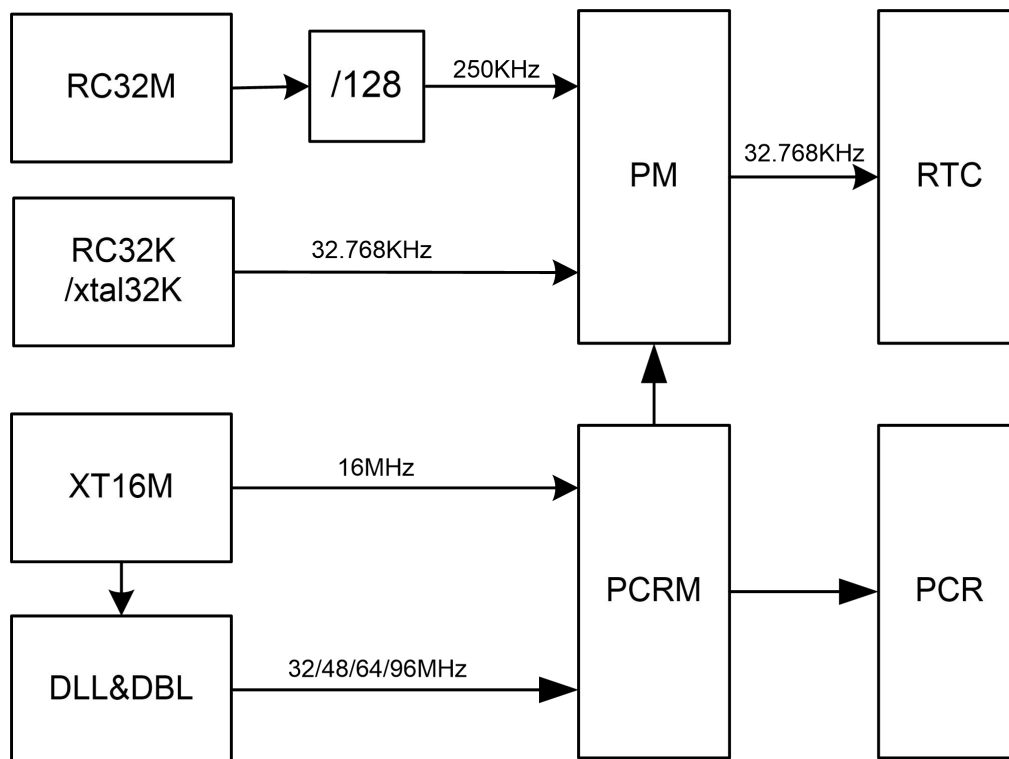 RC32M
/128
250KHz
PM
32.768KHz
RTC
RC32K
/xtal32K
32.768KHz
XT16M
16MHz
PCRM
PCR
DLL&DBL
32/48/64/96MHz